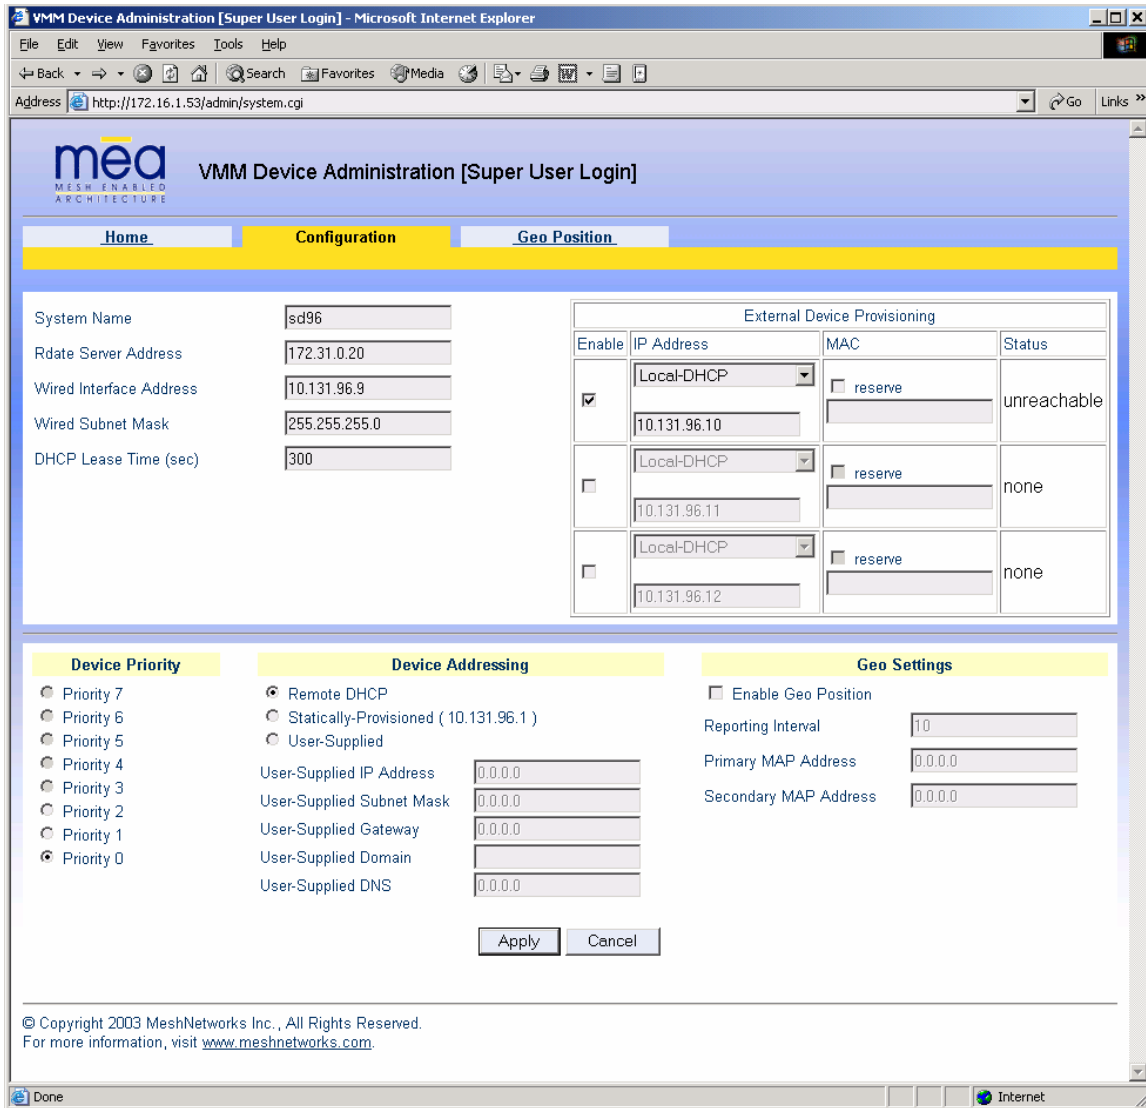 VMM Device Administration [Super User Login] - Microsoft Internet Explorer
File Edit View Favorites Tools Help
Back Search Favorites Media
Address http://172.16.1.53/admin/system.cgi Go Links »
mea
MESH ENABLED
ARCHITECTURE
VMM Device Administration [Super User Login]
Home Configuration Geo Position
System Name sd96
Rdate Server Address 172.31.0.20
Wired Interface Address 10.131.96.9
Wired Subnet Mask 255.255.255.0
DHCP Lease Time (sec) 300
External Device Provisioning
Enable IP Address MAC Status
Local-DHCP reserve unreachable
10.131.96.10
Local-DHCP reserve none
10.131.96.11
Local-DHCP reserve none
10.131.96.12
Device Priority
Priority 7
Priority 6
Priority 5
Priority 4
Priority 3
Priority 2
Priority 1
Priority 0
Device Addressing
Remote DHCP
Statically-Provisioned ( 10.131.96.1 )
User-Supplied
User-Supplied IP Address 0.0.0.0
User-Supplied Subnet Mask 0.0.0.0
User-Supplied Gateway 0.0.0.0
User-Supplied Domain
User-Supplied DNS 0.0.0.0
Geo Settings
Enable Geo Position
Reporting Interval 10
Primary MAP Address 0.0.0.0
Secondary MAP Address 0.0.0.0
Apply Cancel
© Copyright 2003 MeshNetworks Inc., All Rights Reserved.
For more information, visit www.meshnetworks.com.
Done Internet